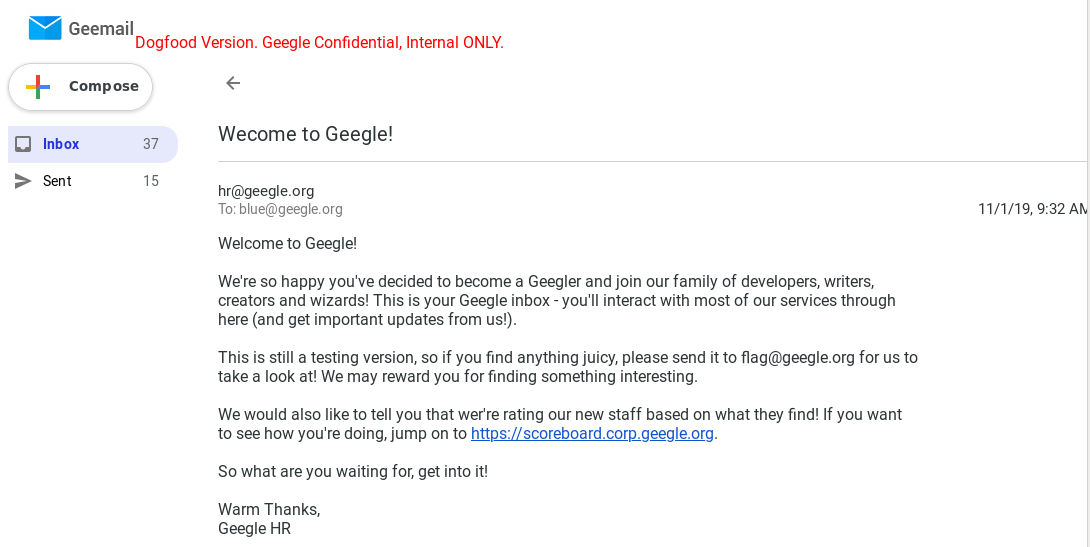 Geemail
Dogfood Version. Geegle Confidential, Internal ONLY.
Compose
Inbox 37
Sent 15
Wecome to Geegle!
hr@geegle.org
To: blue@geegle.org
11/1/19, 9:32 AM
Welcome to Geegle!
We're so happy you've decided to become a Geegler and join our family of developers, writers,
creators and wizards! This is your Geegle inbox - you'll interact with most of our services through
here (and get important updates from us!).
This is still a testing version, so if you find anything juicy, please send it to flag@geegle.org for us to
take a look at! We may reward you for finding something interesting.
We would also like to tell you that wer're rating our new staff based on what they find! If you want
to see how you're doing, jump on to https://scoreboard.corp.geegle.org.
So what are you waiting for, get into it!
Warm Thanks,
Geegle HR